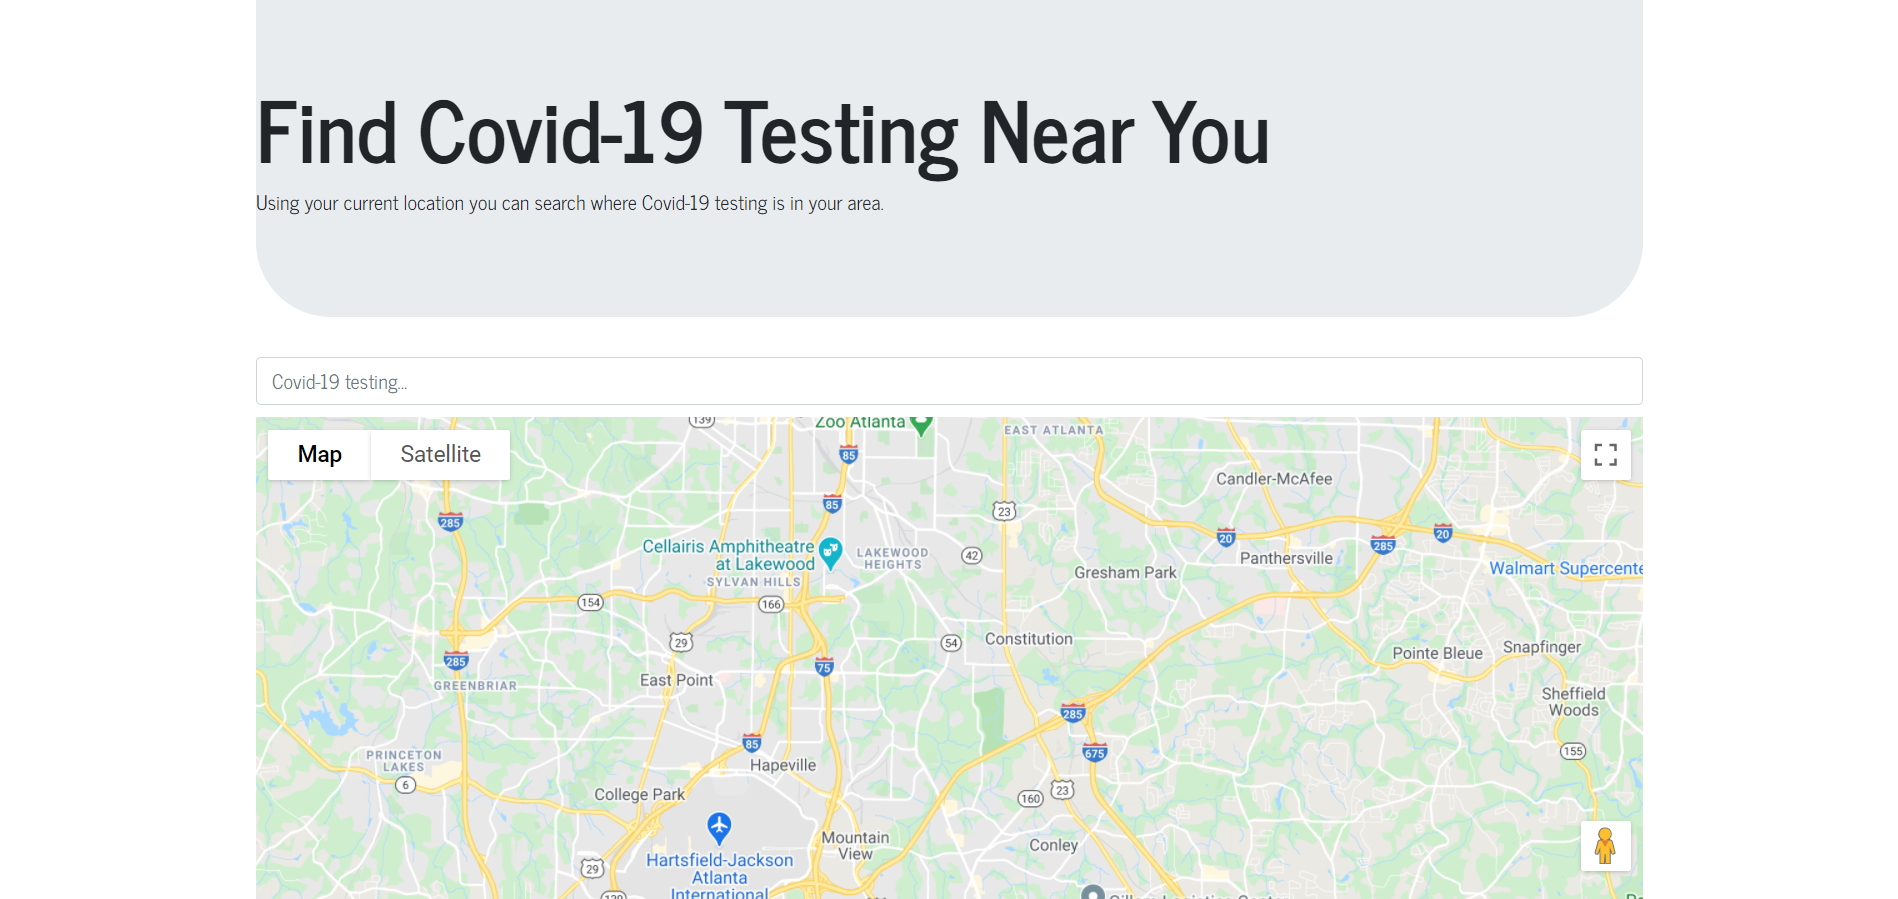 Find Covid-19 Testing Near You
Using your current location you can search where Covid-19 testing is in your area.
Covid-19 testing...
139
Zoo Atlanta
EAST ATLANTA
Map
Satellite
85
Candler-McAfee
85
23
285
20
285
20
Cellairis Amphitheatre
at Lakewood
LAKEWOOD
HEIGHTS
42
Panthersville
Gresham Park
Walmart Supercente
SYLVAN HILLS
154
166
29
54
Constitution
Pointe Bleue
Snapfinger
285
75
East Point
GREENBRIAR
Sheffield
Woods
285
85
675
155
PRINCETON
LAKES
Hapeville
6
College Park
160
23
Mountain
View
Conley
Hartsfield-Jackson
Atlanta
International
29